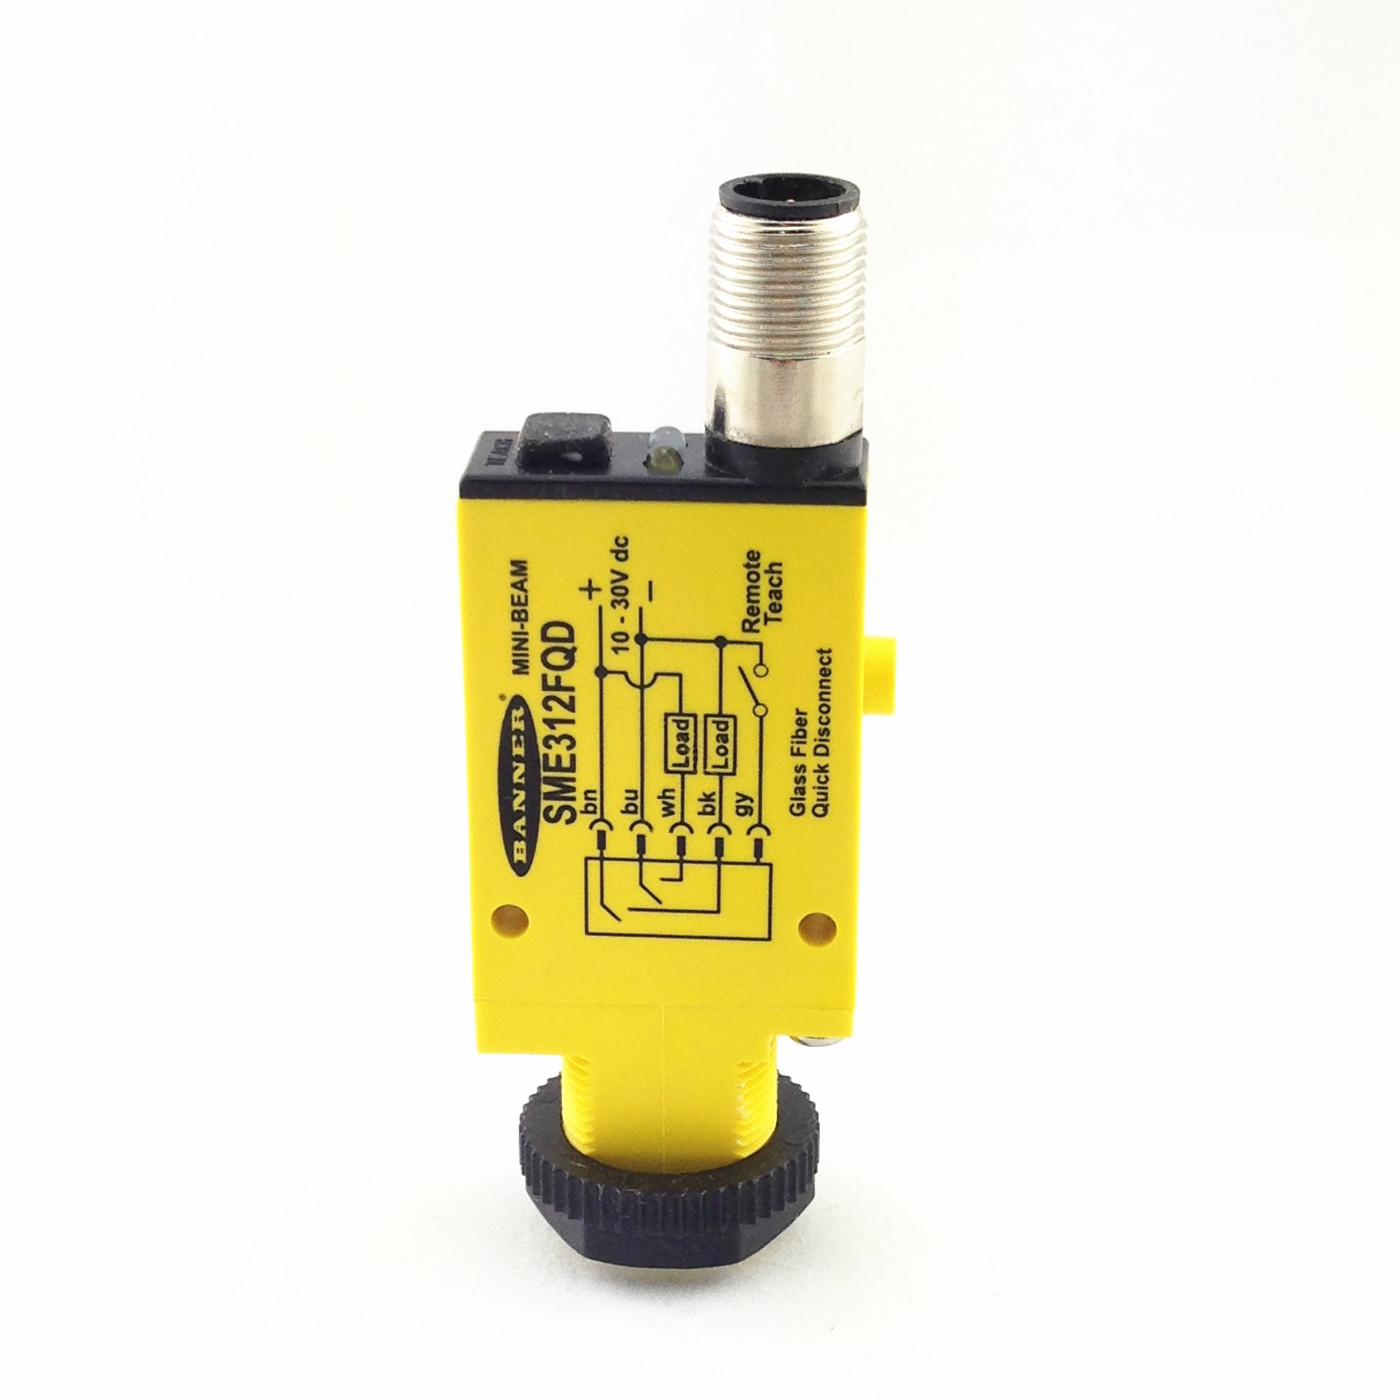 TEACH
BANNER®
MINI-BEAM
SME312FQD
bn
bu
wh
bk
gy
+
10 - 30V dc
−
Load
Load
Remote
Teach
Glass Fiber
Quick Disconnect